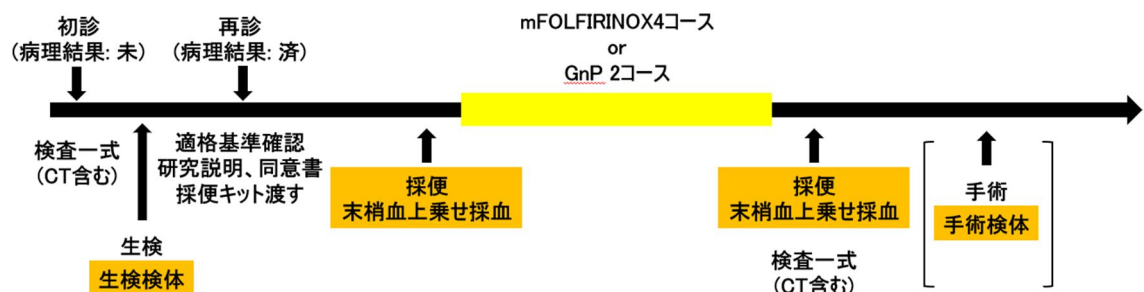 初診
(病理結果: 未)
再診
(病理結果: 済)
mFOLFIRINOX4コース
or
GnP 2コース
検査一式
(CT含む)
適格基準確認
研究説明、同意書
採便キット渡す
生検
生検検体
採便
末梢血上乗せ採血
採便
末梢血上乗せ採血
検査一式
(CT含む)
手術
手術検体